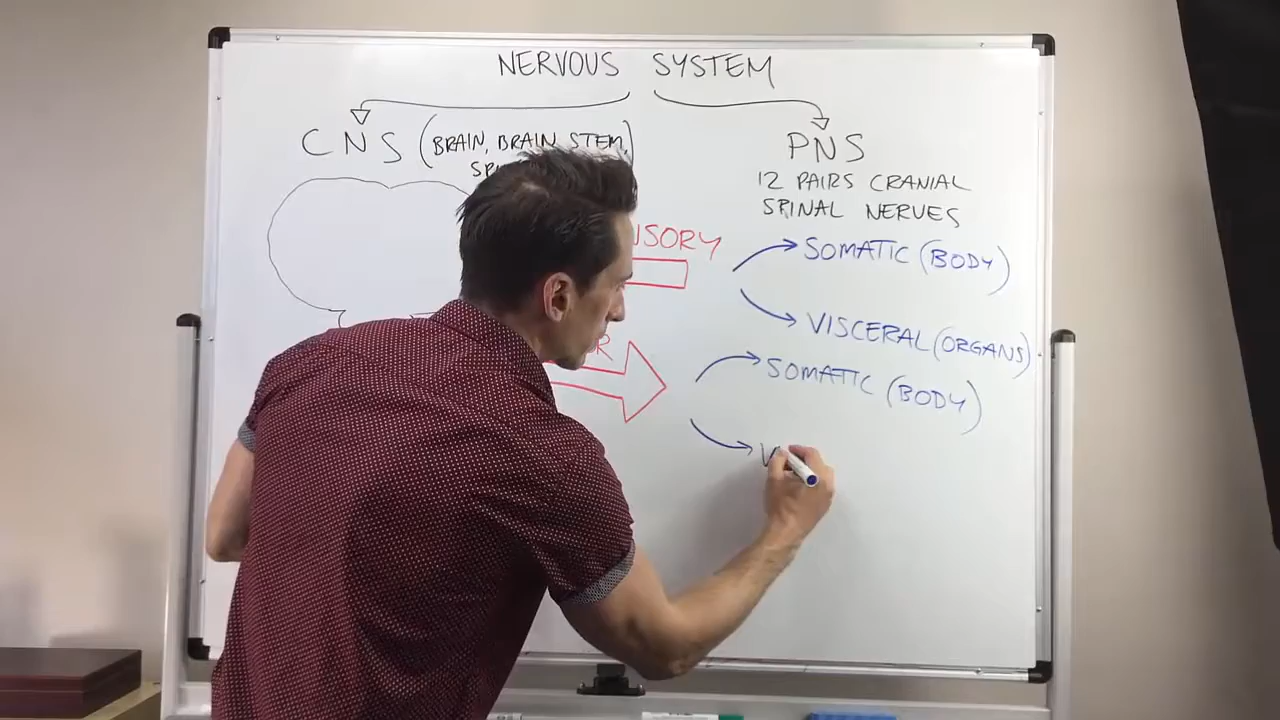 NERVOUS SYSTEM
CNS (BRAIN, BRAIN STEM,
PNS
12 PAIRS CRANIAL
SPINAL NERVES
SOMATIC (BODY)
VISCERAL (ORGANS)
SOMATIC (BODY)
V